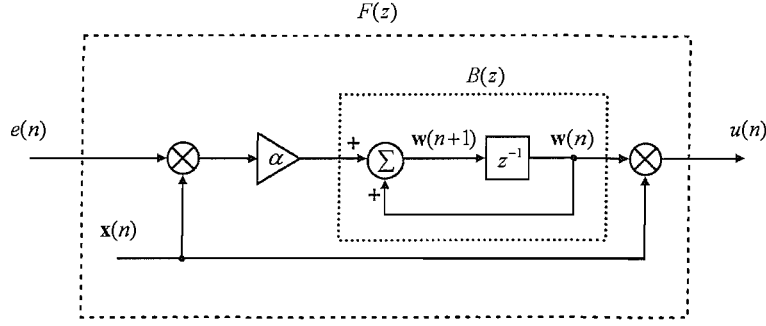 F(z)
B(z)
e(n)
α
+
Σ
+
w(n+1)
z⁻¹
w(n)
u(n)
x(n)